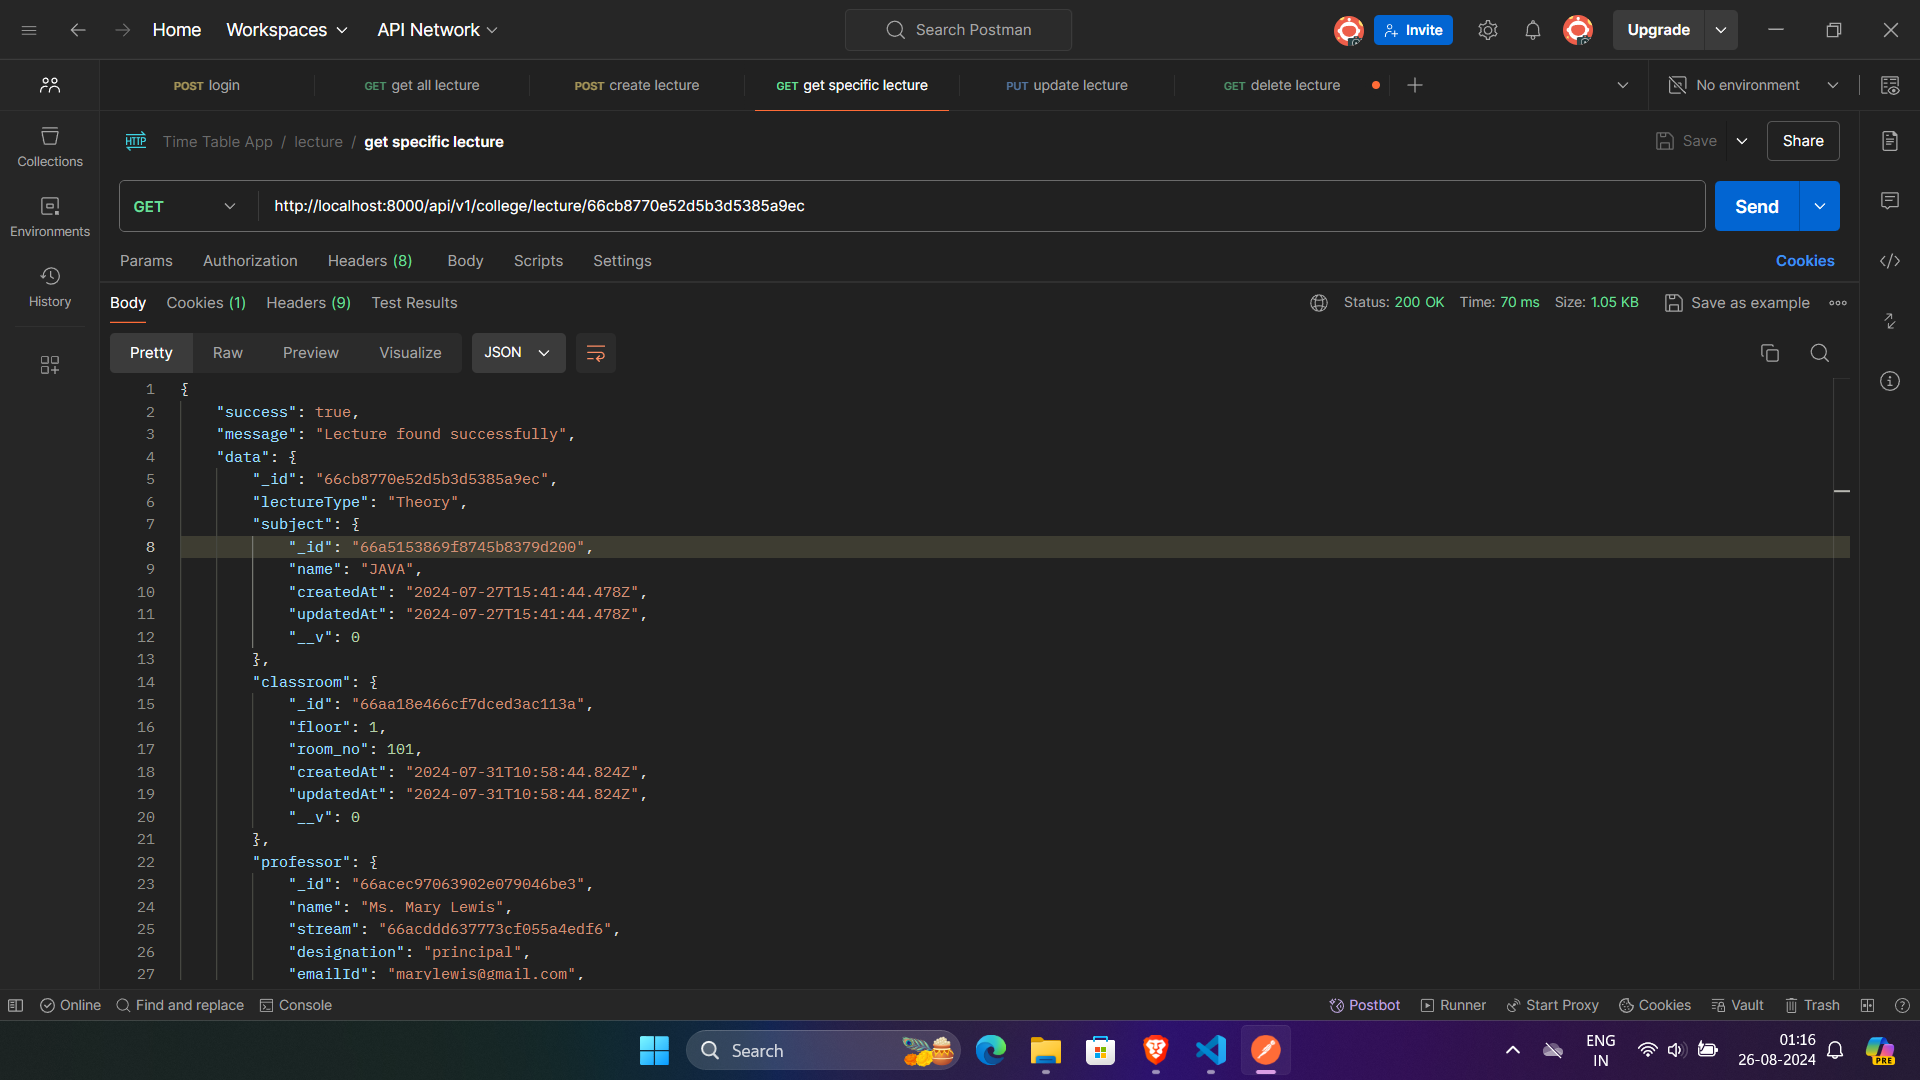 Home Workspaces API Network Search Postman Invite Upgrade
POST login GET get all lecture POST create lecture GET get specific lecture PUT update lecture GET delete lecture No environment
HTTP Time Table App / lecture / get specific lecture Save Share
GET http://localhost:8000/api/v1/college/lecture/66cb8770e52d5b3d5385a9ec Send
Params Authorization Headers (8) Body Scripts Settings Cookies
Body Cookies (1) Headers (9) Test Results Status: 200 OK Time: 70 ms Size: 1.05 KB Save as example
Pretty Raw Preview Visualize JSON
Collections
Environments
History
1 {
2 "success": true,
3 "message": "Lecture found successfully",
4 "data": {
5 "_id": "66cb8770e52d5b3d5385a9ec",
6 "lectureType": "Theory",
7 "subject": {
8 "_id": "66a5153869f8745b8379d200",
9 "name": "JAVA",
10 "createdAt": "2024-07-27T15:41:44.478Z",
11 "updatedAt": "2024-07-27T15:41:44.478Z",
12 "__v": 0
13 },
14 "classroom": {
15 "_id": "66aa18e466cf7dced3ac113a",
16 "floor": 1,
17 "room_no": 101,
18 "createdAt": "2024-07-31T10:58:44.824Z",
19 "updatedAt": "2024-07-31T10:58:44.824Z",
20 "__v": 0
21 },
22 "professor": {
23 "_id": "66acec97063902e079046be3",
24 "name": "Ms. Mary Lewis",
25 "stream": "66acddd637773cf055a4edf6",
26 "designation": "principal",
27 "emailId": "marylewis@gmail.com",
Online Find and replace Console Postbot Runner Start Proxy Cookies Vault Trash
Search ENG IN 01:16 PRE
26-08-2024